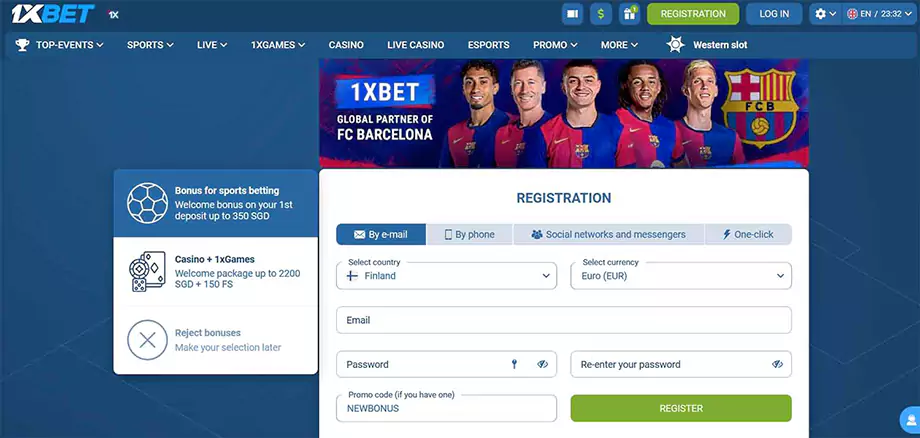 1XBET
1X
$
1
REGISTRATION
LOG IN
EN / 23:32
TOP-EVENTS
SPORTS
LIVE
1XGAMES
CASINO
LIVE CASINO
ESPORTS
PROMO
MORE
Western slot
1XBET
GLOBAL PARTNER OF
FC BARCELONA
FCB
Bonus for sports betting
Welcome bonus on your 1st
deposit up to 350 SGD
Casino + 1xGames
Welcome package up to 2200
SGD + 150 FS
Reject bonuses
Make your selection later
REGISTRATION
By e-mail
By phone
Social networks and messengers
One-click
Select country
Finland
Select currency
Euro (EUR)
Email
Password
Re-enter your password
Promo code (if you have one)
NEWBONUS
REGISTER